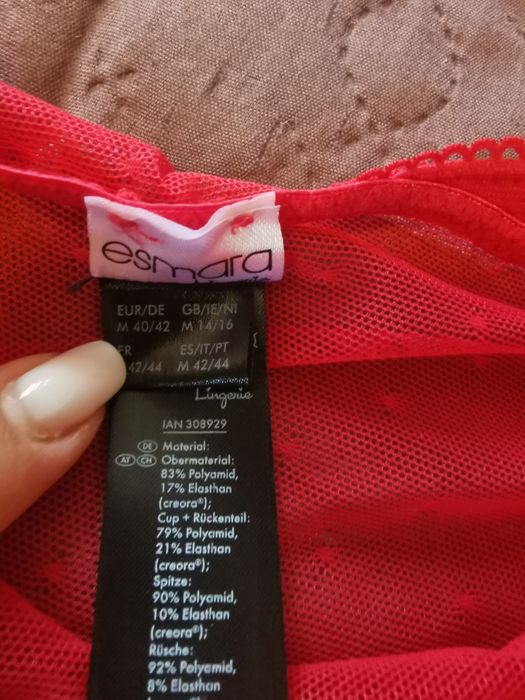 esmara
EUR/DE GB/IE/NI
M 40/42 M 14/16
ES/IT/PT
42/44 M 42/44
Lingerie
IAN 308929
DE Material:
AT CH Obermaterial:
83% Polyamid,
17% Elasthan
(creora®);
Cup + Rückenteil:
79% Polyamid,
21% Elasthan
(creora®);
Spitze:
90% Polyamid,
10% Elasthan
(creora®);
Rüsche:
92% Polyamid,
8% Elasthan